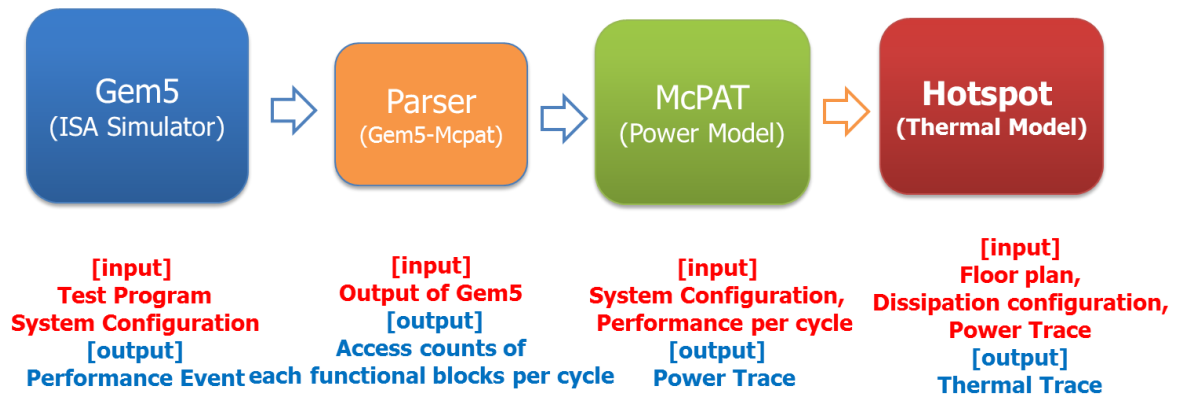 Gem5
(ISA Simulator)
Parser
(Gem5-Mcpat)
McPAT
(Power Model)
Hotspot
(Thermal Model)
[input]
Test Program
System Configuration
[output]
Performance Event
[input]
Output of Gem5
[output]
Access counts of
each functional blocks per cycle
[input]
System Configuration,
Performance per cycle
[output]
Power Trace
[input]
Floor plan,
Dissipation configuration,
Power Trace
[output]
Thermal Trace